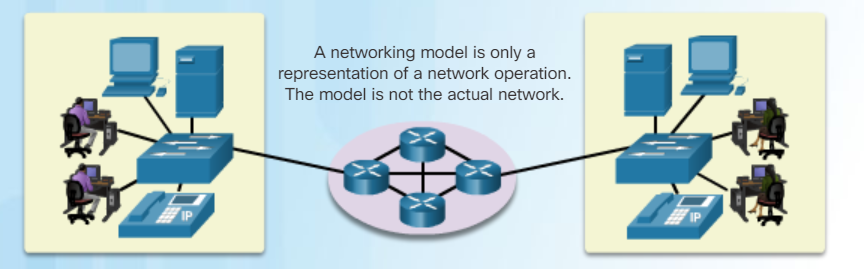 A networking model is only a
representation of a network operation.
The model is not the actual network.
IP
IP